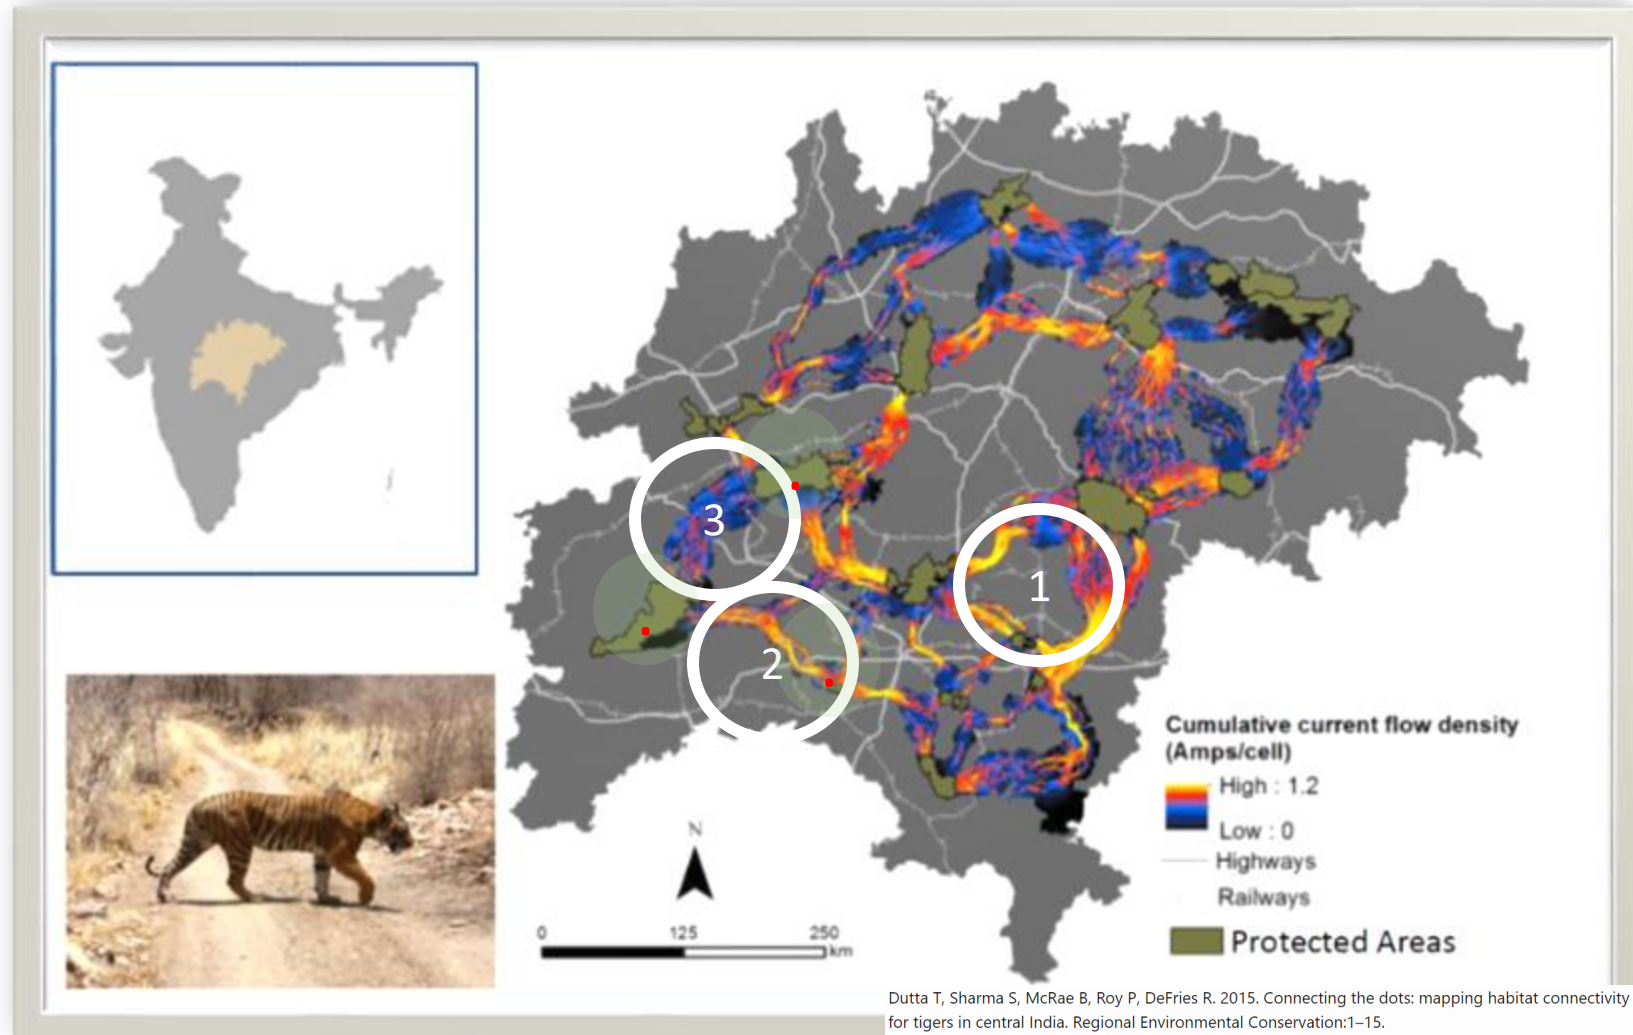 3
1
2
N
0 125 250
km
Cumulative current flow density
(Amps/cell)
High : 1.2
Low : 0
Highways
Railways
Protected Areas
Dutta T, Sharma S, McRae B, Roy P, DeFries R. 2015. Connecting the dots: mapping habitat connectivity
for tigers in central India. Regional Environmental Conservation:1–15.